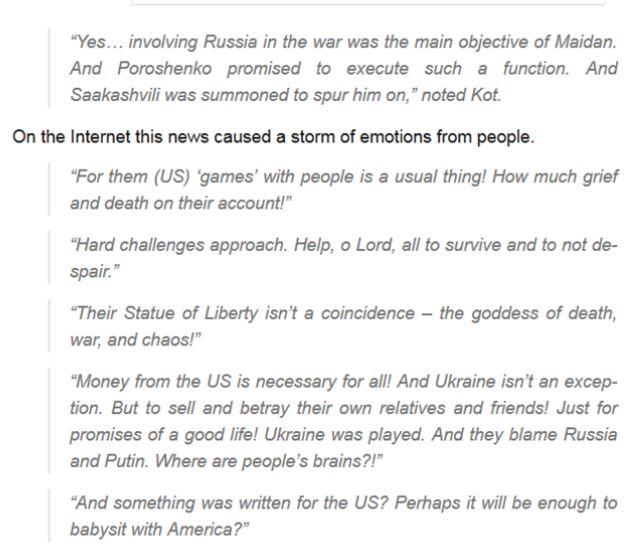 “Yes… involving Russia in the war was the main objective of Maidan.
And Poroshenko promised to execute such a function. And
Saakashvili was summoned to spur him on,” noted Kot.
On the Internet this news caused a storm of emotions from people.
“For them (US) ‘games’ with people is a usual thing! How much grief
and death on their account!”
“Hard challenges approach. Help, o Lord, all to survive and to not de-
spair.”
“Their Statue of Liberty isn’t a coincidence – the goddess of death,
war, and chaos!”
“Money from the US is necessary for all! And Ukraine isn’t an excep-
tion. But to sell and betray their own relatives and friends! Just for
promises of a good life! Ukraine was played. And they blame Russia
and Putin. Where are people’s brains?!”
“And something was written for the US? Perhaps it will be enough to
babysit with America?”